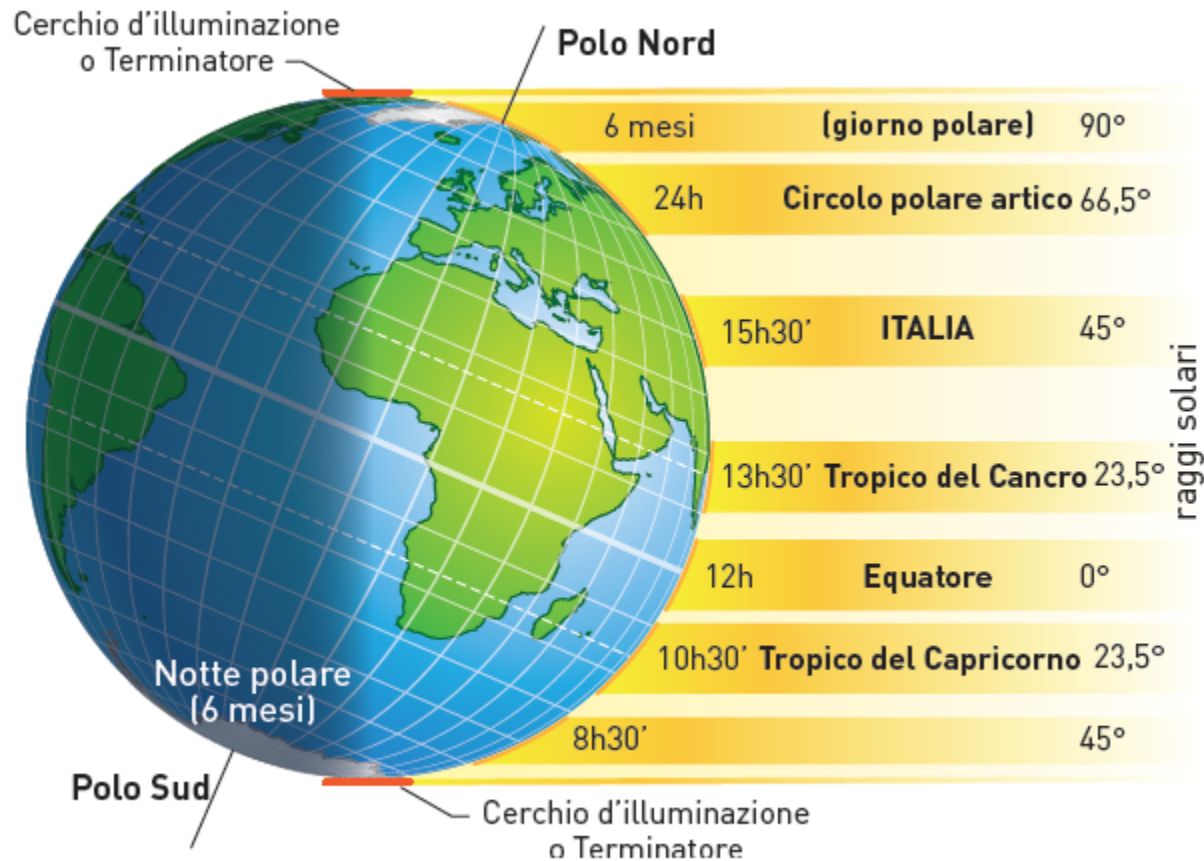 Cerchio d'illuminazione
o Terminatore
Polo Nord
6 mesi (giorno polare) 90°
24h Circolo polare artico 66,5°
15h30' ITALIA 45°
raggi solari
13h30' Tropico del Cancro 23,5°
12h Equatore 0°
10h30' Tropico del Capricorno 23,5°
8h30' 45°
Notte polare
(6 mesi)
Polo Sud
Cerchio d'illuminazione
o Terminatore